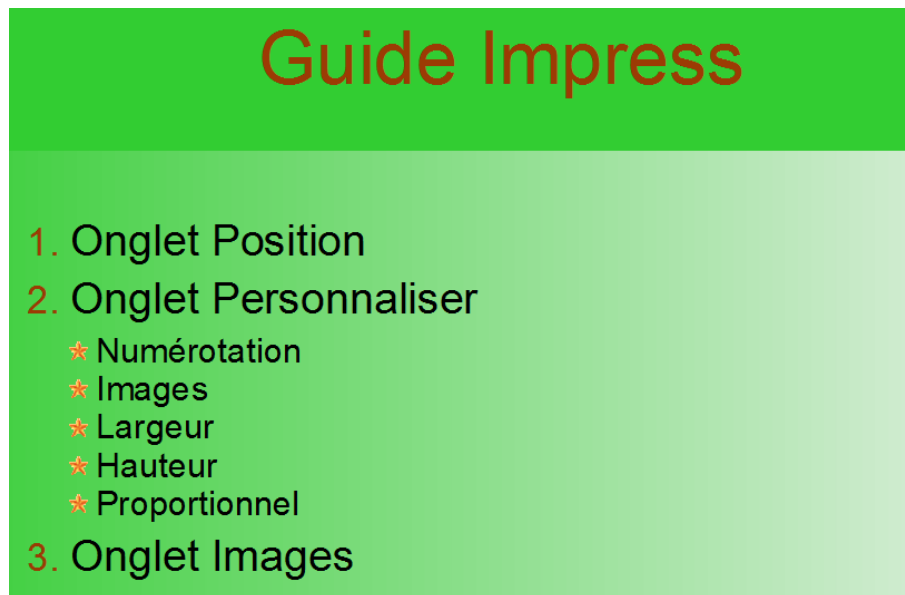 Guide Impress
1. Onglet Position
2. Onglet Personnaliser
Numérotation
Images
Largeur
Hauteur
Proportionnel
3. Onglet Images